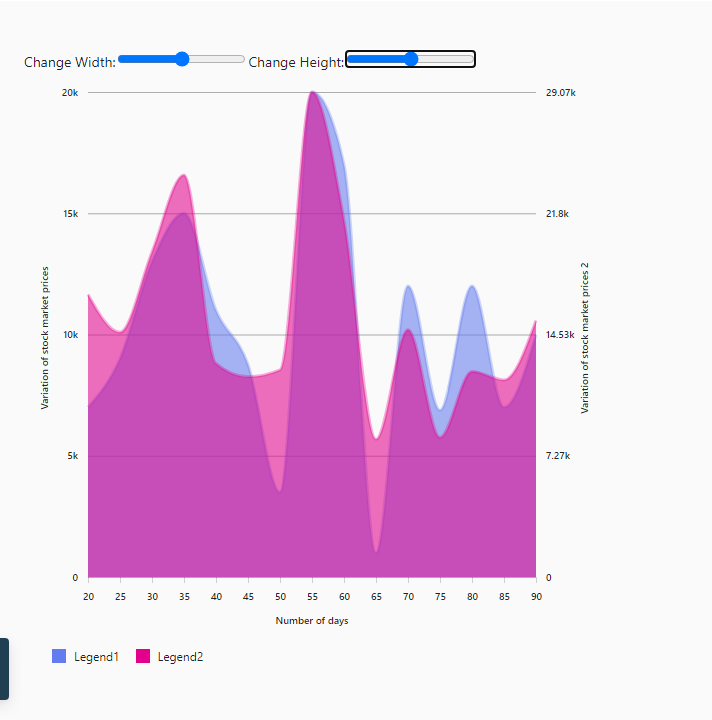 Change Width: Change Height:
20k 29.07k
15k 21.8k
10k 14.53k
5k 7.27k
0 0
Variation of stock market prices
Variation of stock market prices 2
20 25 30 35 40 45 50 55 60 65 70 75 80 85 90
Number of days
Legend1 Legend2